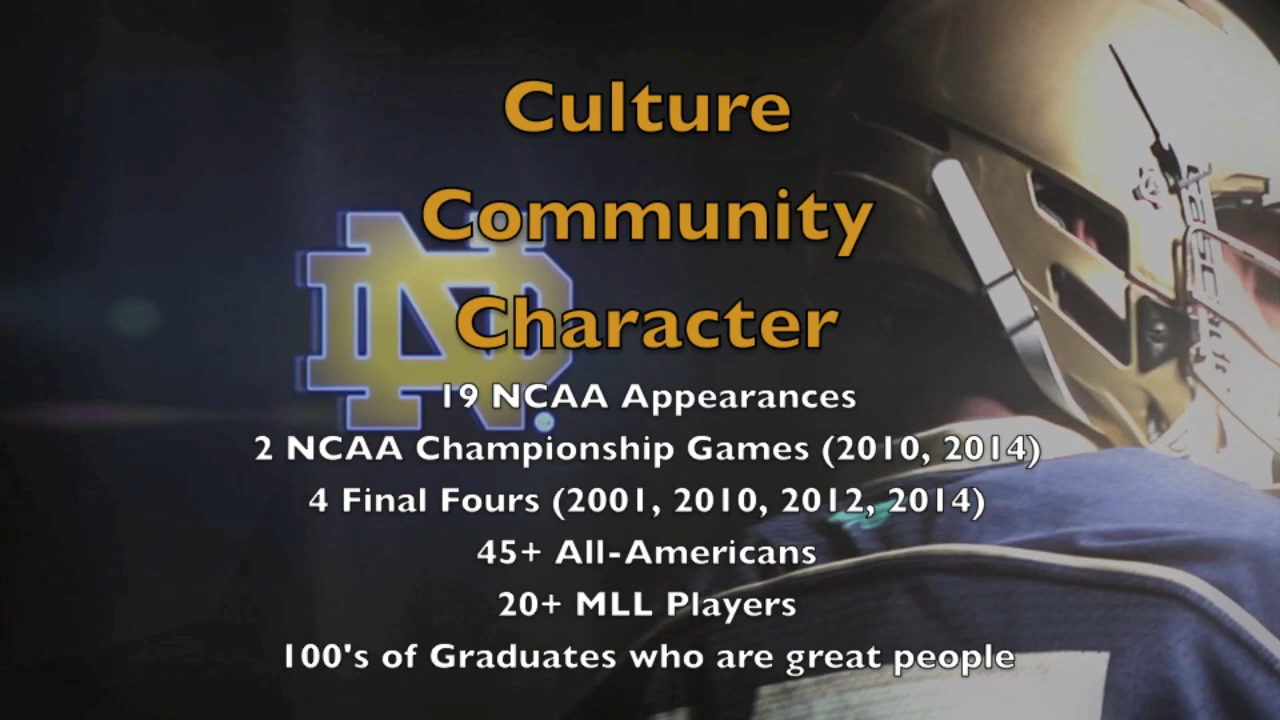 Culture
Community
Character
19 NCAA Appearances
2 NCAA Championship Games (2010, 2014)
4 Final Fours (2001, 2010, 2012, 2014)
45+ All-Americans
20+ MLL Players
100's of Graduates who are great people
ND